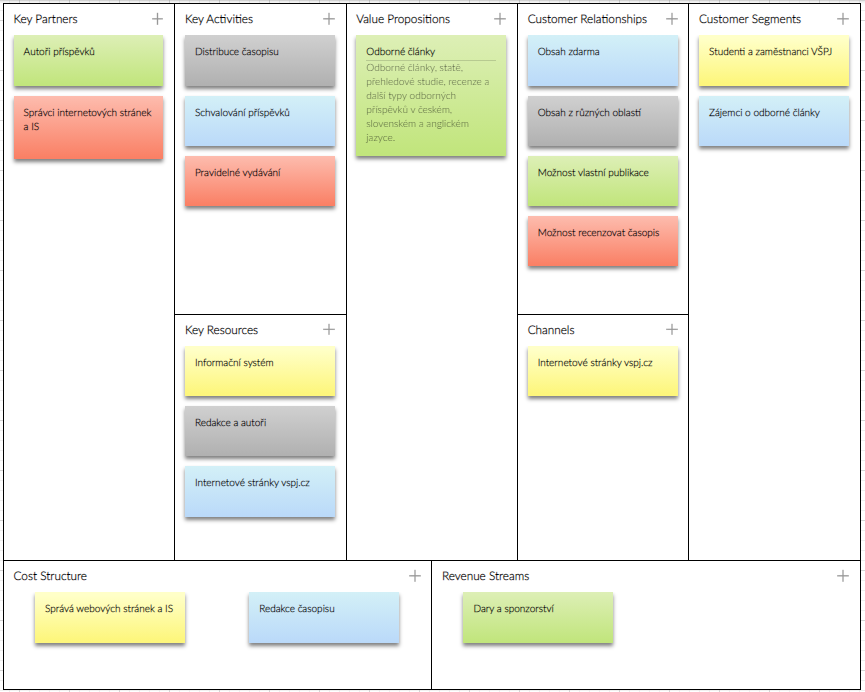 Key Partners
Autoři příspěvků
Správci internetových stránek
a IS
Key Activities
Distribuce časopisu
Schvalování příspěvků
Pravidelné vydávání
Key Resources
Informační systém
Redakce a autoři
Internetové stránky vspj.cz
Value Propositions
Odborné články
Odborné články, statě,
přehledové studie, recenze a
další typy odborných
příspěvků v českém,
slovenském a anglickém
jazyce.
Customer Relationships
Obsah zdarma
Obsah z různých oblastí
Možnost vlastní publikace
Možnost recenzovat časopis
Channels
Internetové stránky vspj.cz
Customer Segments
Studenti a zaměstnanci VŠPJ
Zájemci o odborné články
Cost Structure
Správá webových stránek a IS
Redakce časopisu
Revenue Streams
Dary a sponzorství